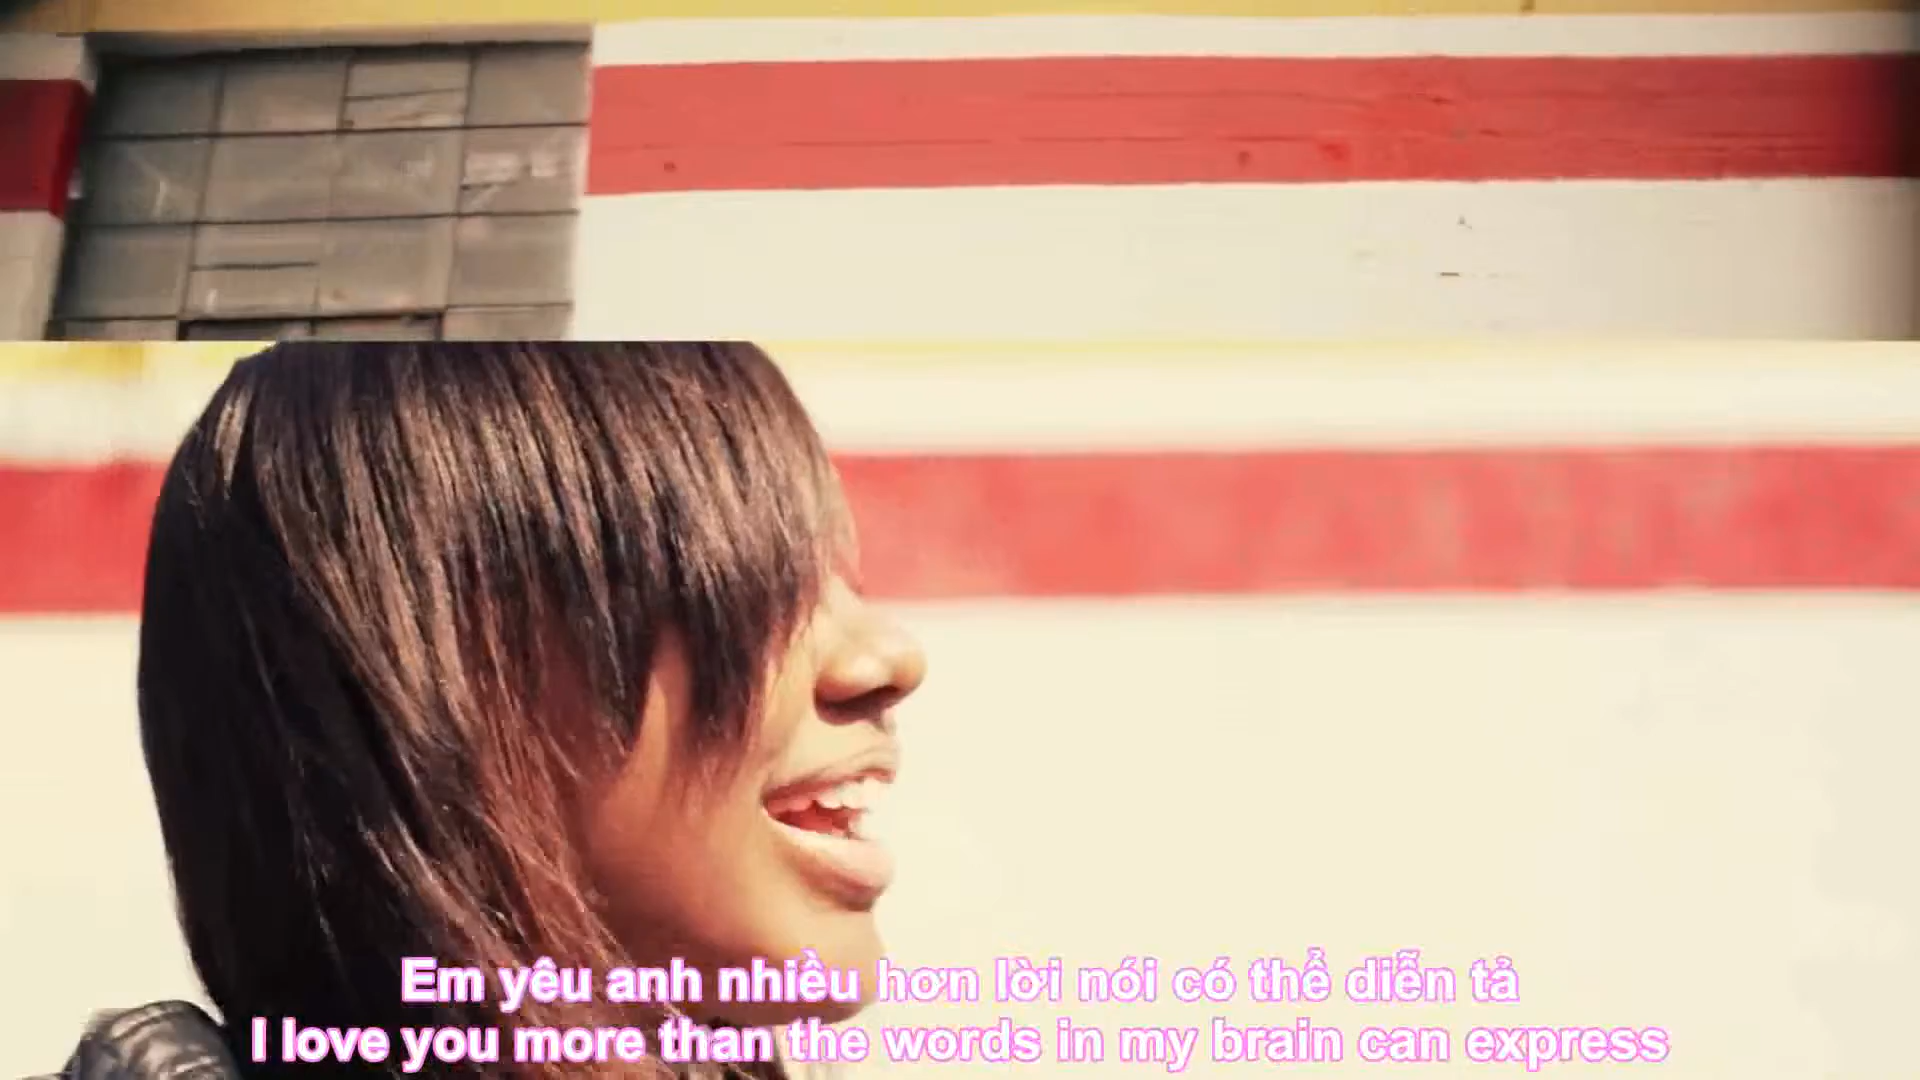 Em yêu anh nhiều hơn lời nói có thể diễn tả
I love you more than the words in my brain can express